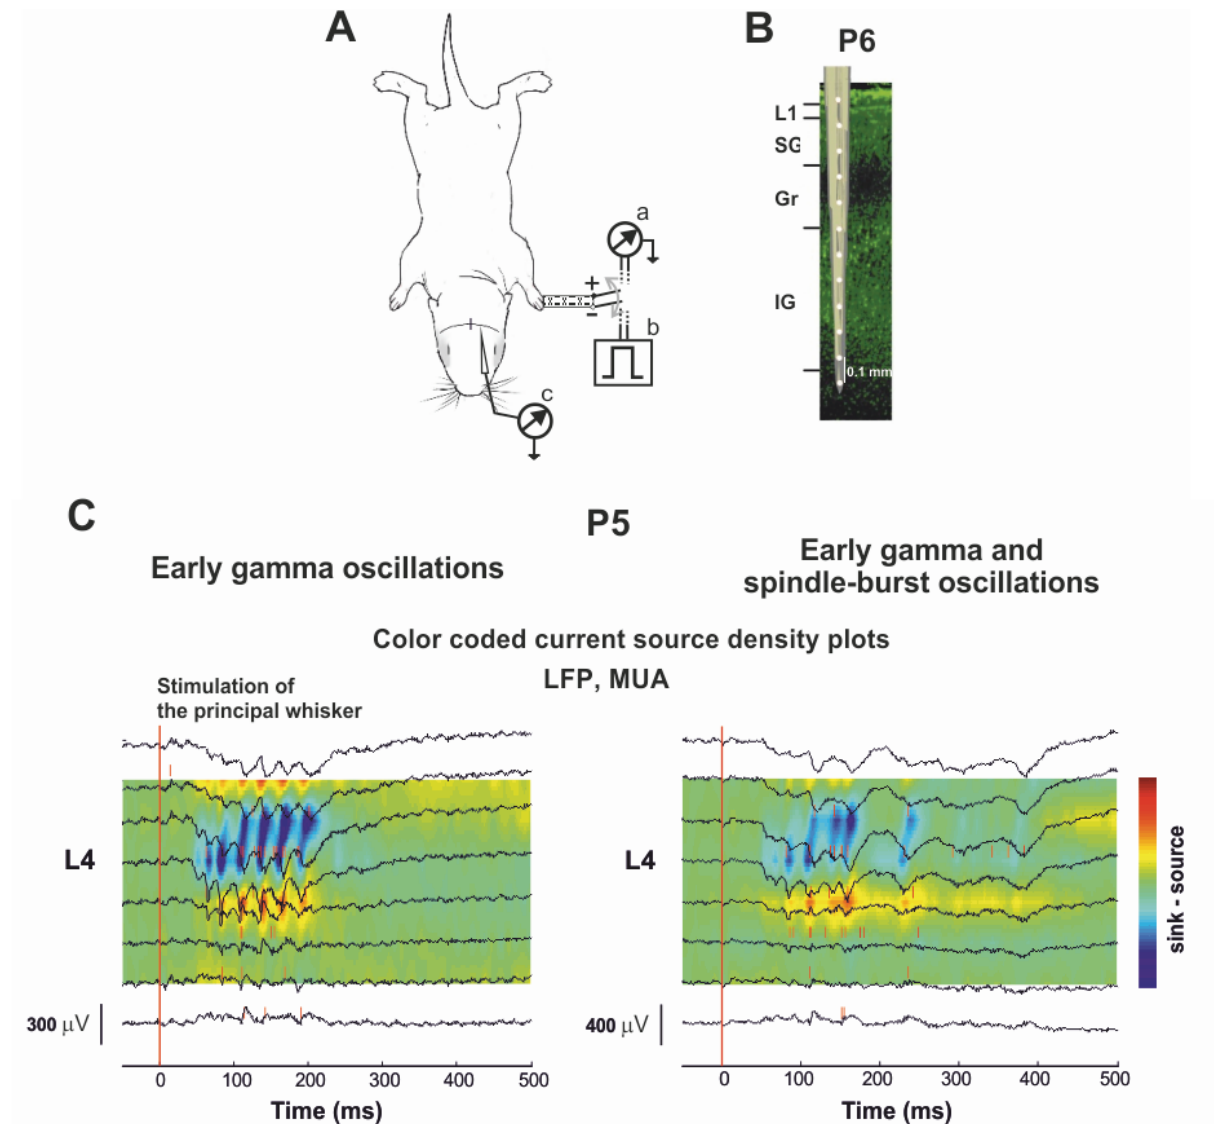 A
B
P6
L1
SG
Gr
IG
0.1 mm
a
+
-
b
c
C
P5
Early gamma oscillations
Early gamma and
spindle-burst oscillations
Color coded current source density plots
LFP, MUA
Stimulation of
the principal whisker
L4
L4
sink - source
300 µV
400 µV
0 100 200 300 400 500
0 100 200 300 400 500
Time (ms)
Time (ms)